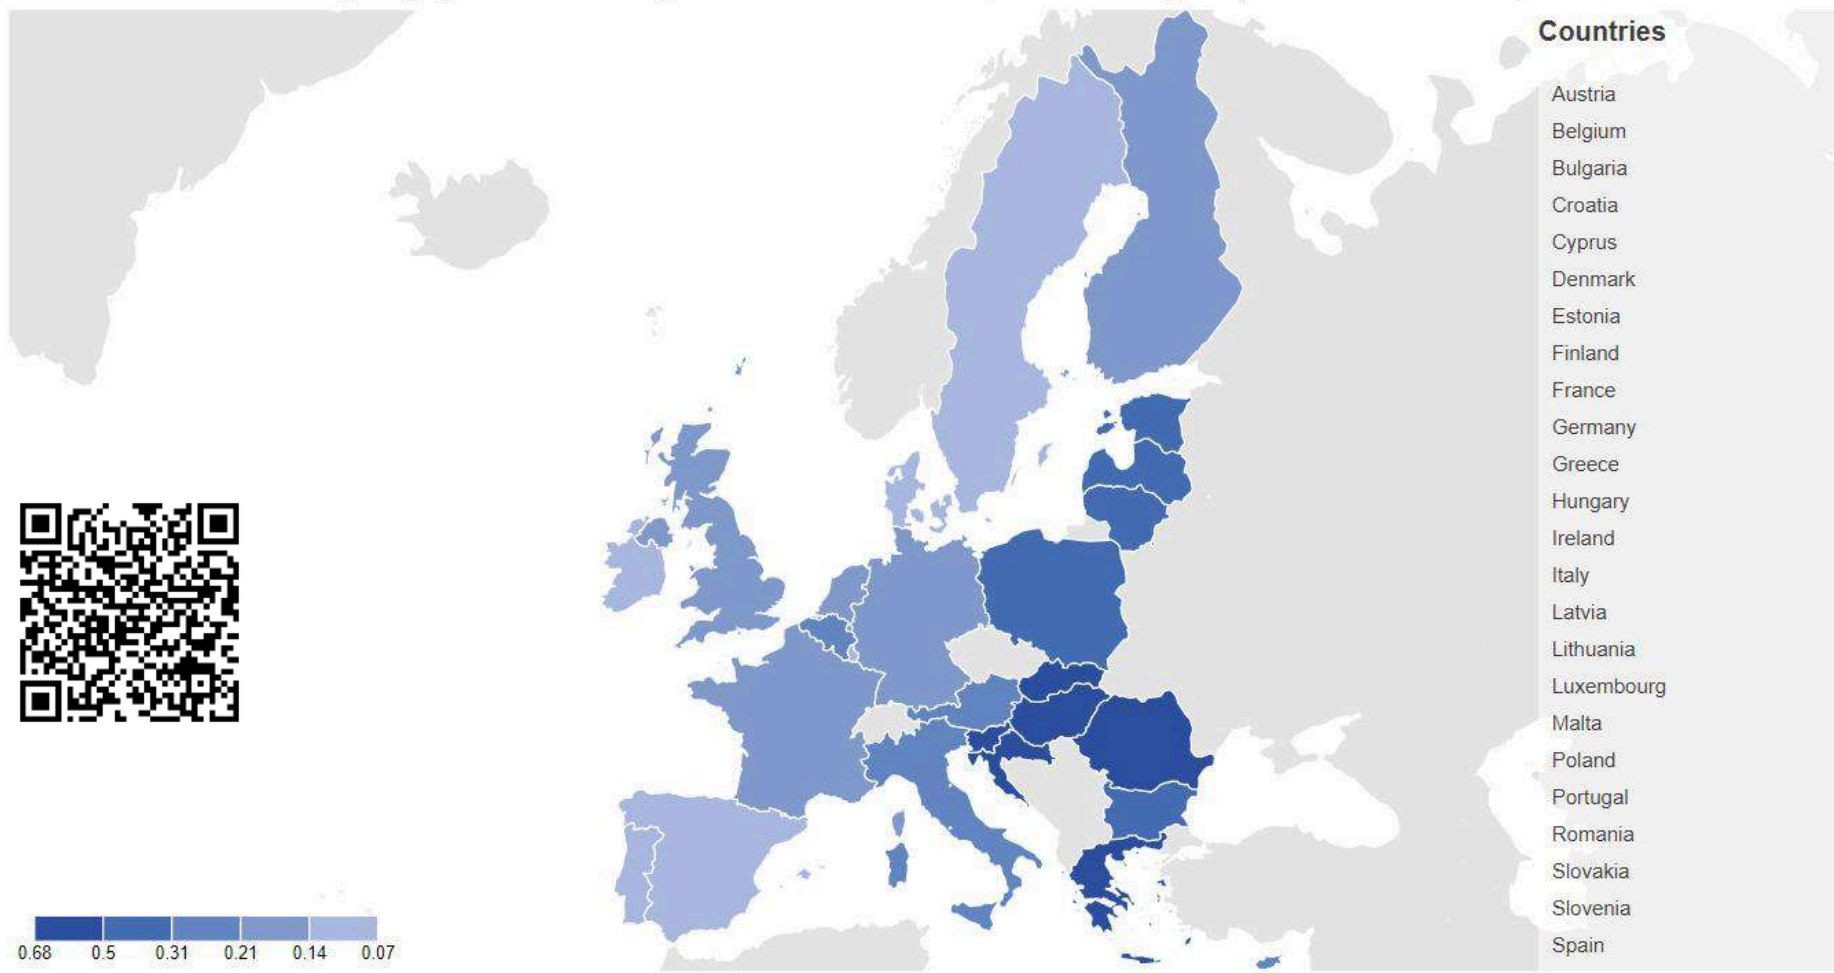 Countries
Austria
Belgium
Bulgaria
Croatia
Cyprus
Denmark
Estonia
Finland
France
Germany
Greece
Hungary
Ireland
Italy
Latvia
Lithuania
Luxembourg
Malta
Poland
Portugal
Romania
Slovakia
Slovenia
Spain
0.68 0.5 0.31 0.21 0.14 0.07